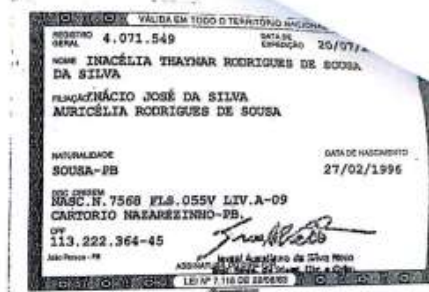 VÁLIDA EM TODO O TERRITÓRIO NACIONAL
REGISTRO GERAL 4.071.549 DATA DE EXPEDIÇÃO 20/07/
NOME INACÉLIA THAYNAR RODRIGUES DE SOUSA
DA SILVA
FILIAÇÃO INÁCIO JOSÉ DA SILVA
AURICÉLIA RODRIGUES DE SOUSA
NATURALIDADE DATA DE NASCIMENTO
SOUSA-PB 27/02/1996
DOC ORIGEM
NASC.N.7568 FLS.055V LIV.A-09
CARTORIO NAZAREZINHO-PB.
CPF
113.222.364-45
João Pessoa - PB
LEI Nº 7.116 DE 29/08/83